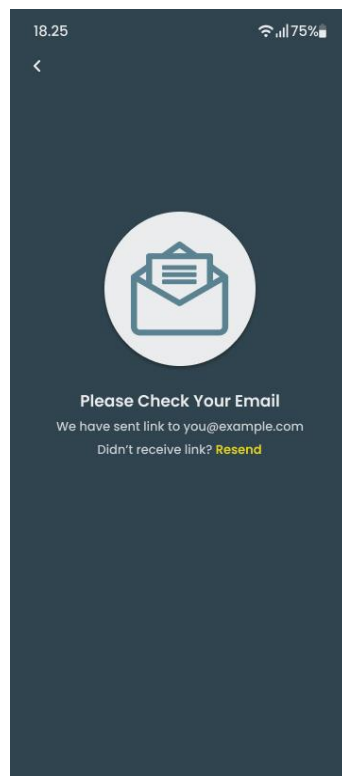 18.25
75%
Please Check Your Email
We have sent link to you@example.com
Didn't receive link? Resend